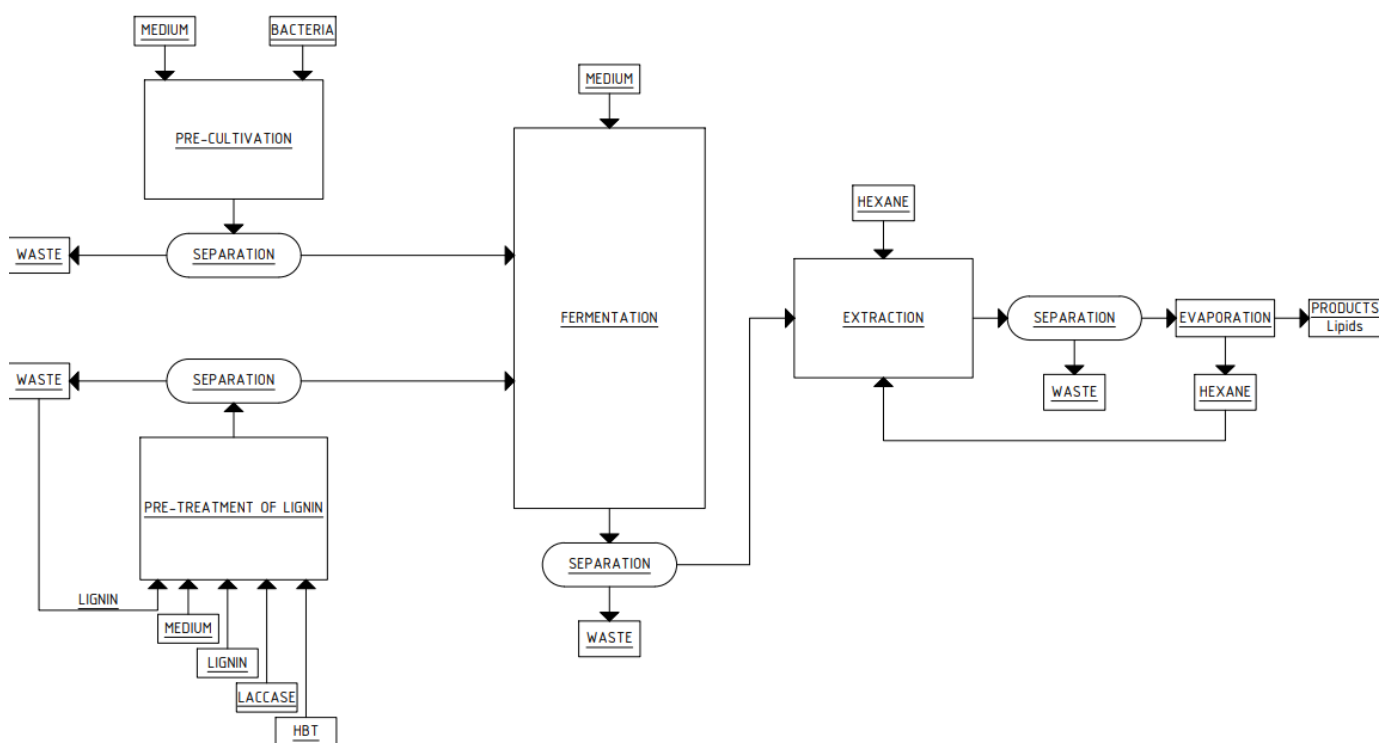 MEDIUM
BACTERIA
PRE-CULTIVATION
MEDIUM
WASTE
SEPARATION
FERMENTATION
HEXANE
EXTRACTION
SEPARATION
EVAPORATION
PRODUCTS
Lipids
WASTE
SEPARATION
WASTE
HEXANE
PRE-TREATMENT OF LIGNIN
SEPARATION
WASTE
LIGNIN
MEDIUM
LIGNIN
LACCASE
HBT